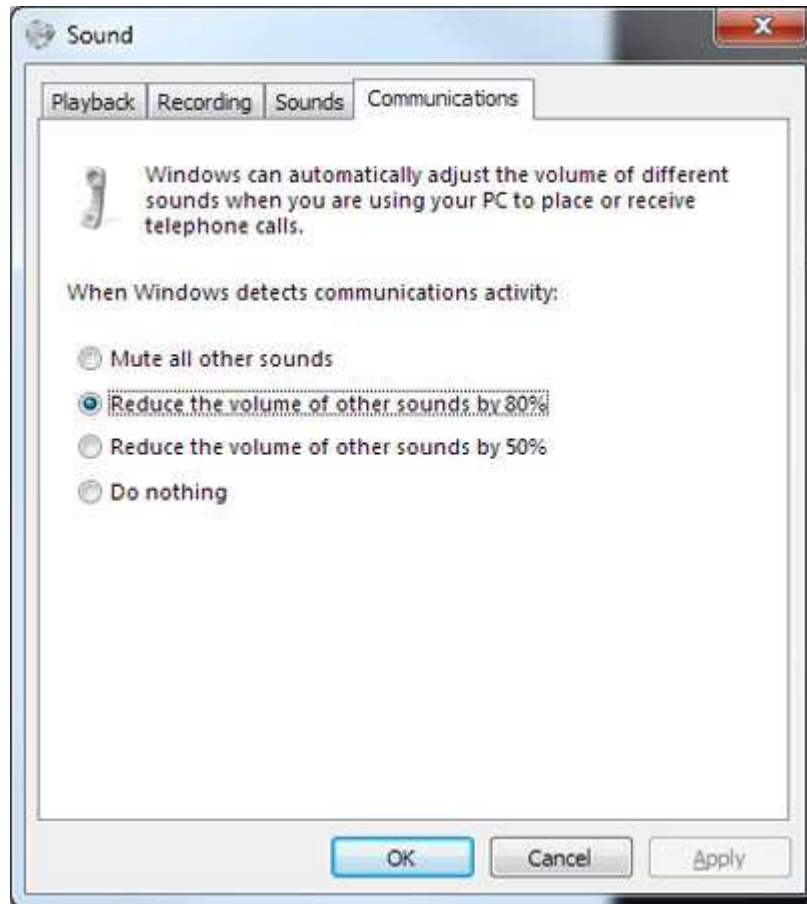 Sound
Playback
Recording
Sounds
Communications
Windows can automatically adjust the volume of different
sounds when you are using your PC to place or receive
telephone calls.
When Windows detects communications activity:
Mute all other sounds
Reduce the volume of other sounds by 80%
Reduce the volume of other sounds by 50%
Do nothing
OK
Cancel
Apply